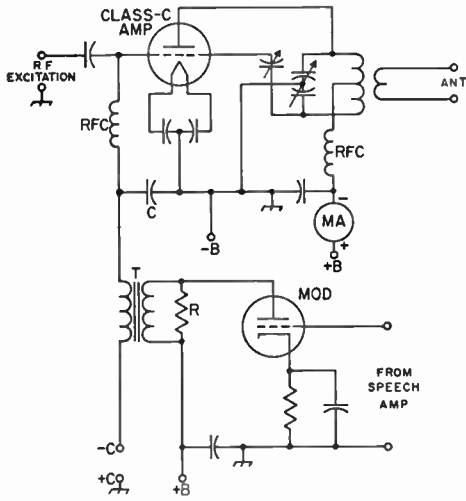 CLASS-C
AMP
RF
EXCITATION
RFC
ANT
RFC
C
-B
-
MA
+
+B
T
R
MOD
FROM
SPEECH
AMP
-C
+C
+B